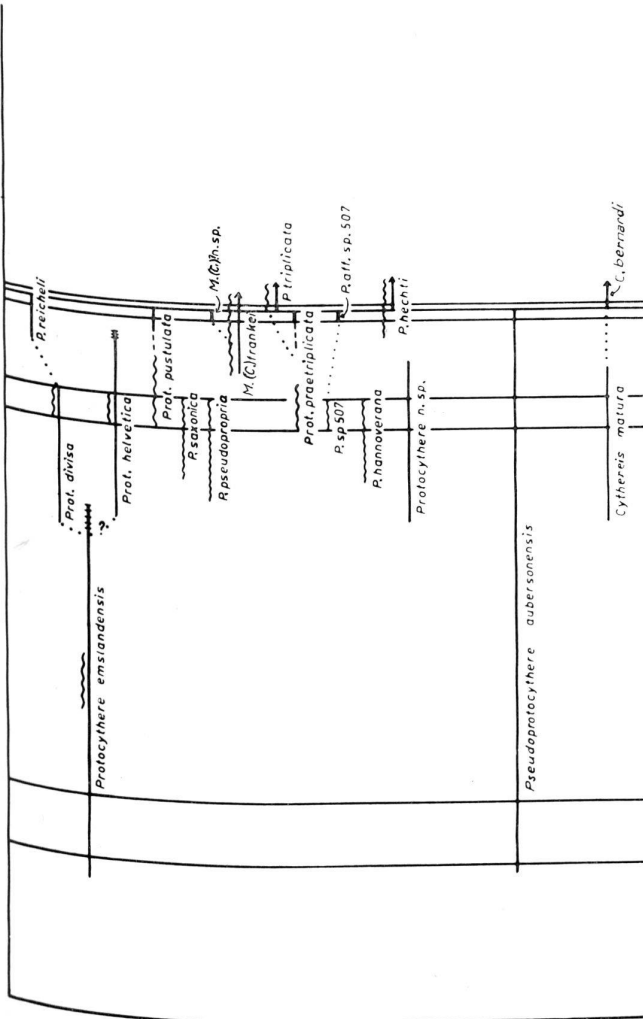 P.reicheli
Prot. divisa
Protocythere emslandensis
?
Prot. helvetica
Prot. pustulata
P.saxonica
P.pseudopropria
M.(C.)n.sp.
M.(C.)frankei
P.triplicata
Prot. praetriplicata
P.sp 507
P.aff. sp. 507
P.hannoverana
P.hechti
Protocythere n. sp.
Pseudoprotocythere aubersonensis
C. bernardi
Cythereis matura